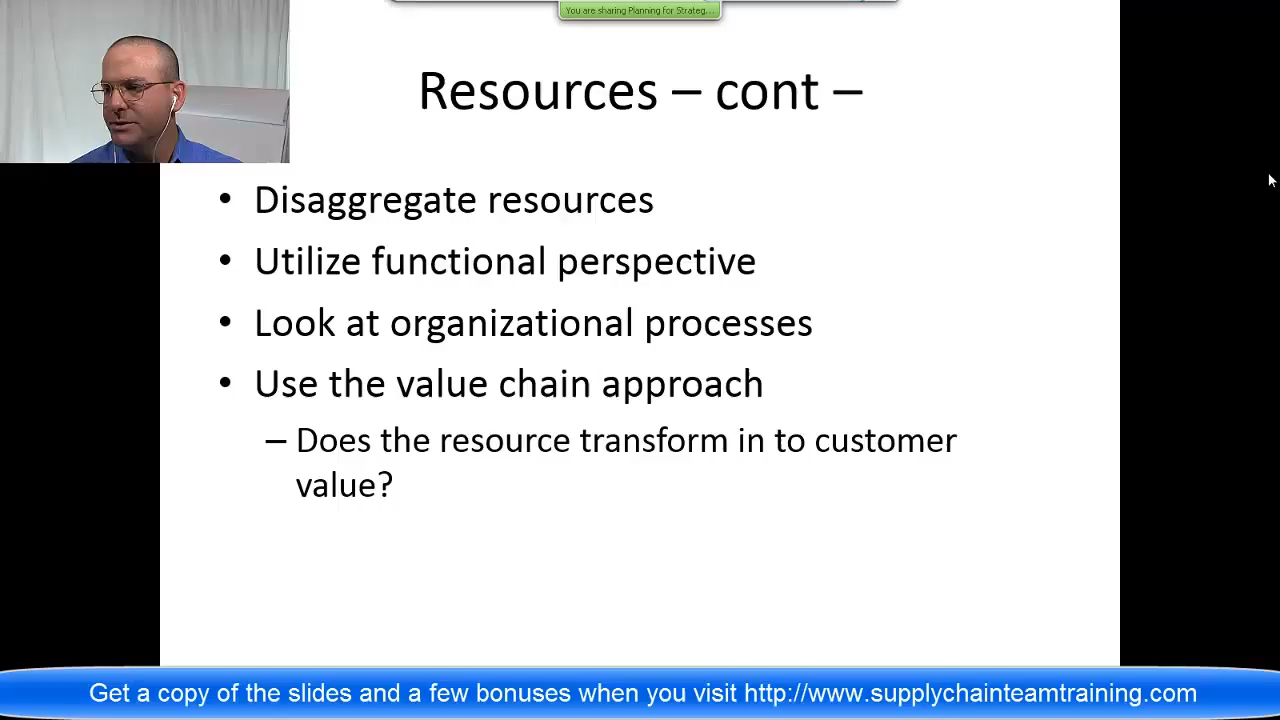 You are sharing Planning for Strateg...
Resources – cont –
• Disaggregate resources
• Utilize functional perspective
• Look at organizational processes
• Use the value chain approach
– Does the resource transform in to customer
value?
Get a copy of the slides and a few bonuses when you visit http://www.supplychainteamtraining.com